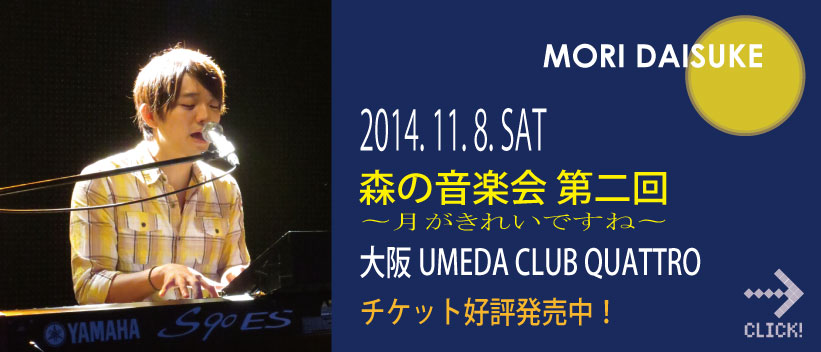 MORI DAISUKE
2014. 11. 8. SAT
森の音楽会 第二回
～月がきれいですね～
大阪 UMEDA CLUB QUATTRO
チケット好評発売中！
CLICK!
YAMAHA S90 ES